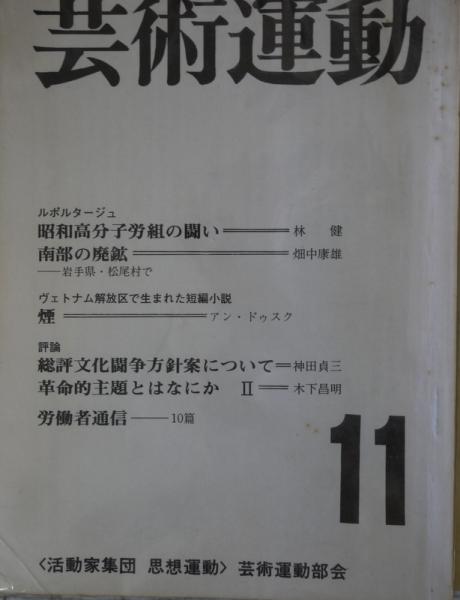 芸術運動
ルポルタージュ
昭和高分子労組の闘い＝＝＝林　健
南部の廃鉱＝＝＝畑中康雄
――岩手県・松尾村で
ヴェトナム解放区で生まれた短編小説
煙＝＝＝アン・ドゥスク
評論
総評文化闘争方針案について＝神田貞三
革命的主題とはなにか　Ⅱ＝＝木下昌明
労働者通信――10篇
11
〈活動家集団 思想運動〉芸術運動部会